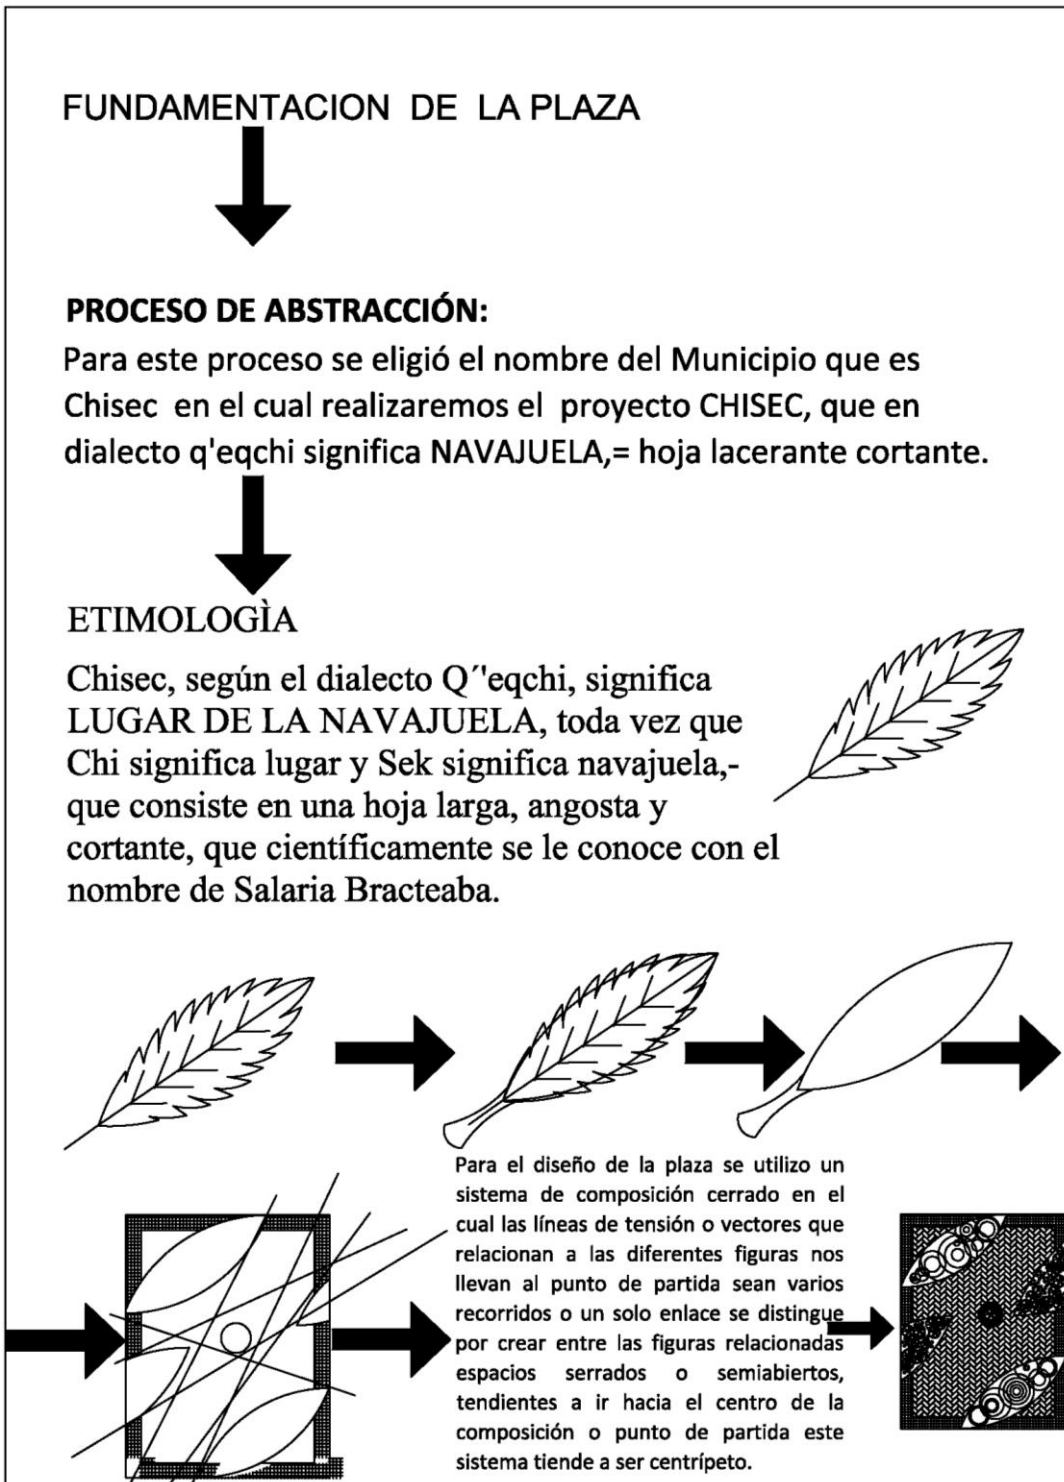 FUNDAMENTACION DE LA PLAZA
PROCESO DE ABSTRACCIÓN:
Para este proceso se eligió el nombre del Municipio que es
Chisec en el cual realizaremos el proyecto CHISEC, que en
dialecto q'eqchi significa NAVAJUELA,= hoja lacerante cortante.
ETIMOLOGÌA
Chisec, según el dialecto Q´'eqchi, significa
LUGAR DE LA NAVAJUELA, toda vez que
Chi significa lugar y Sek significa navajuela,-
que consiste en una hoja larga, angosta y
cortante, que científicamente se le conoce con el
nombre de Salaria Bracteaba.
Para el diseño de la plaza se utilizo un
sistema de composición cerrado en el
cual las líneas de tensión o vectores que
relacionan a las diferentes figuras nos
llevan al punto de partida sean varios
recorridos o un solo enlace se distingue
por crear entre las figuras relacionadas
espacios serrados o semiabiertos,
tendientes a ir hacia el centro de la
composición o punto de partida este
sistema tiende a ser centrípeto.